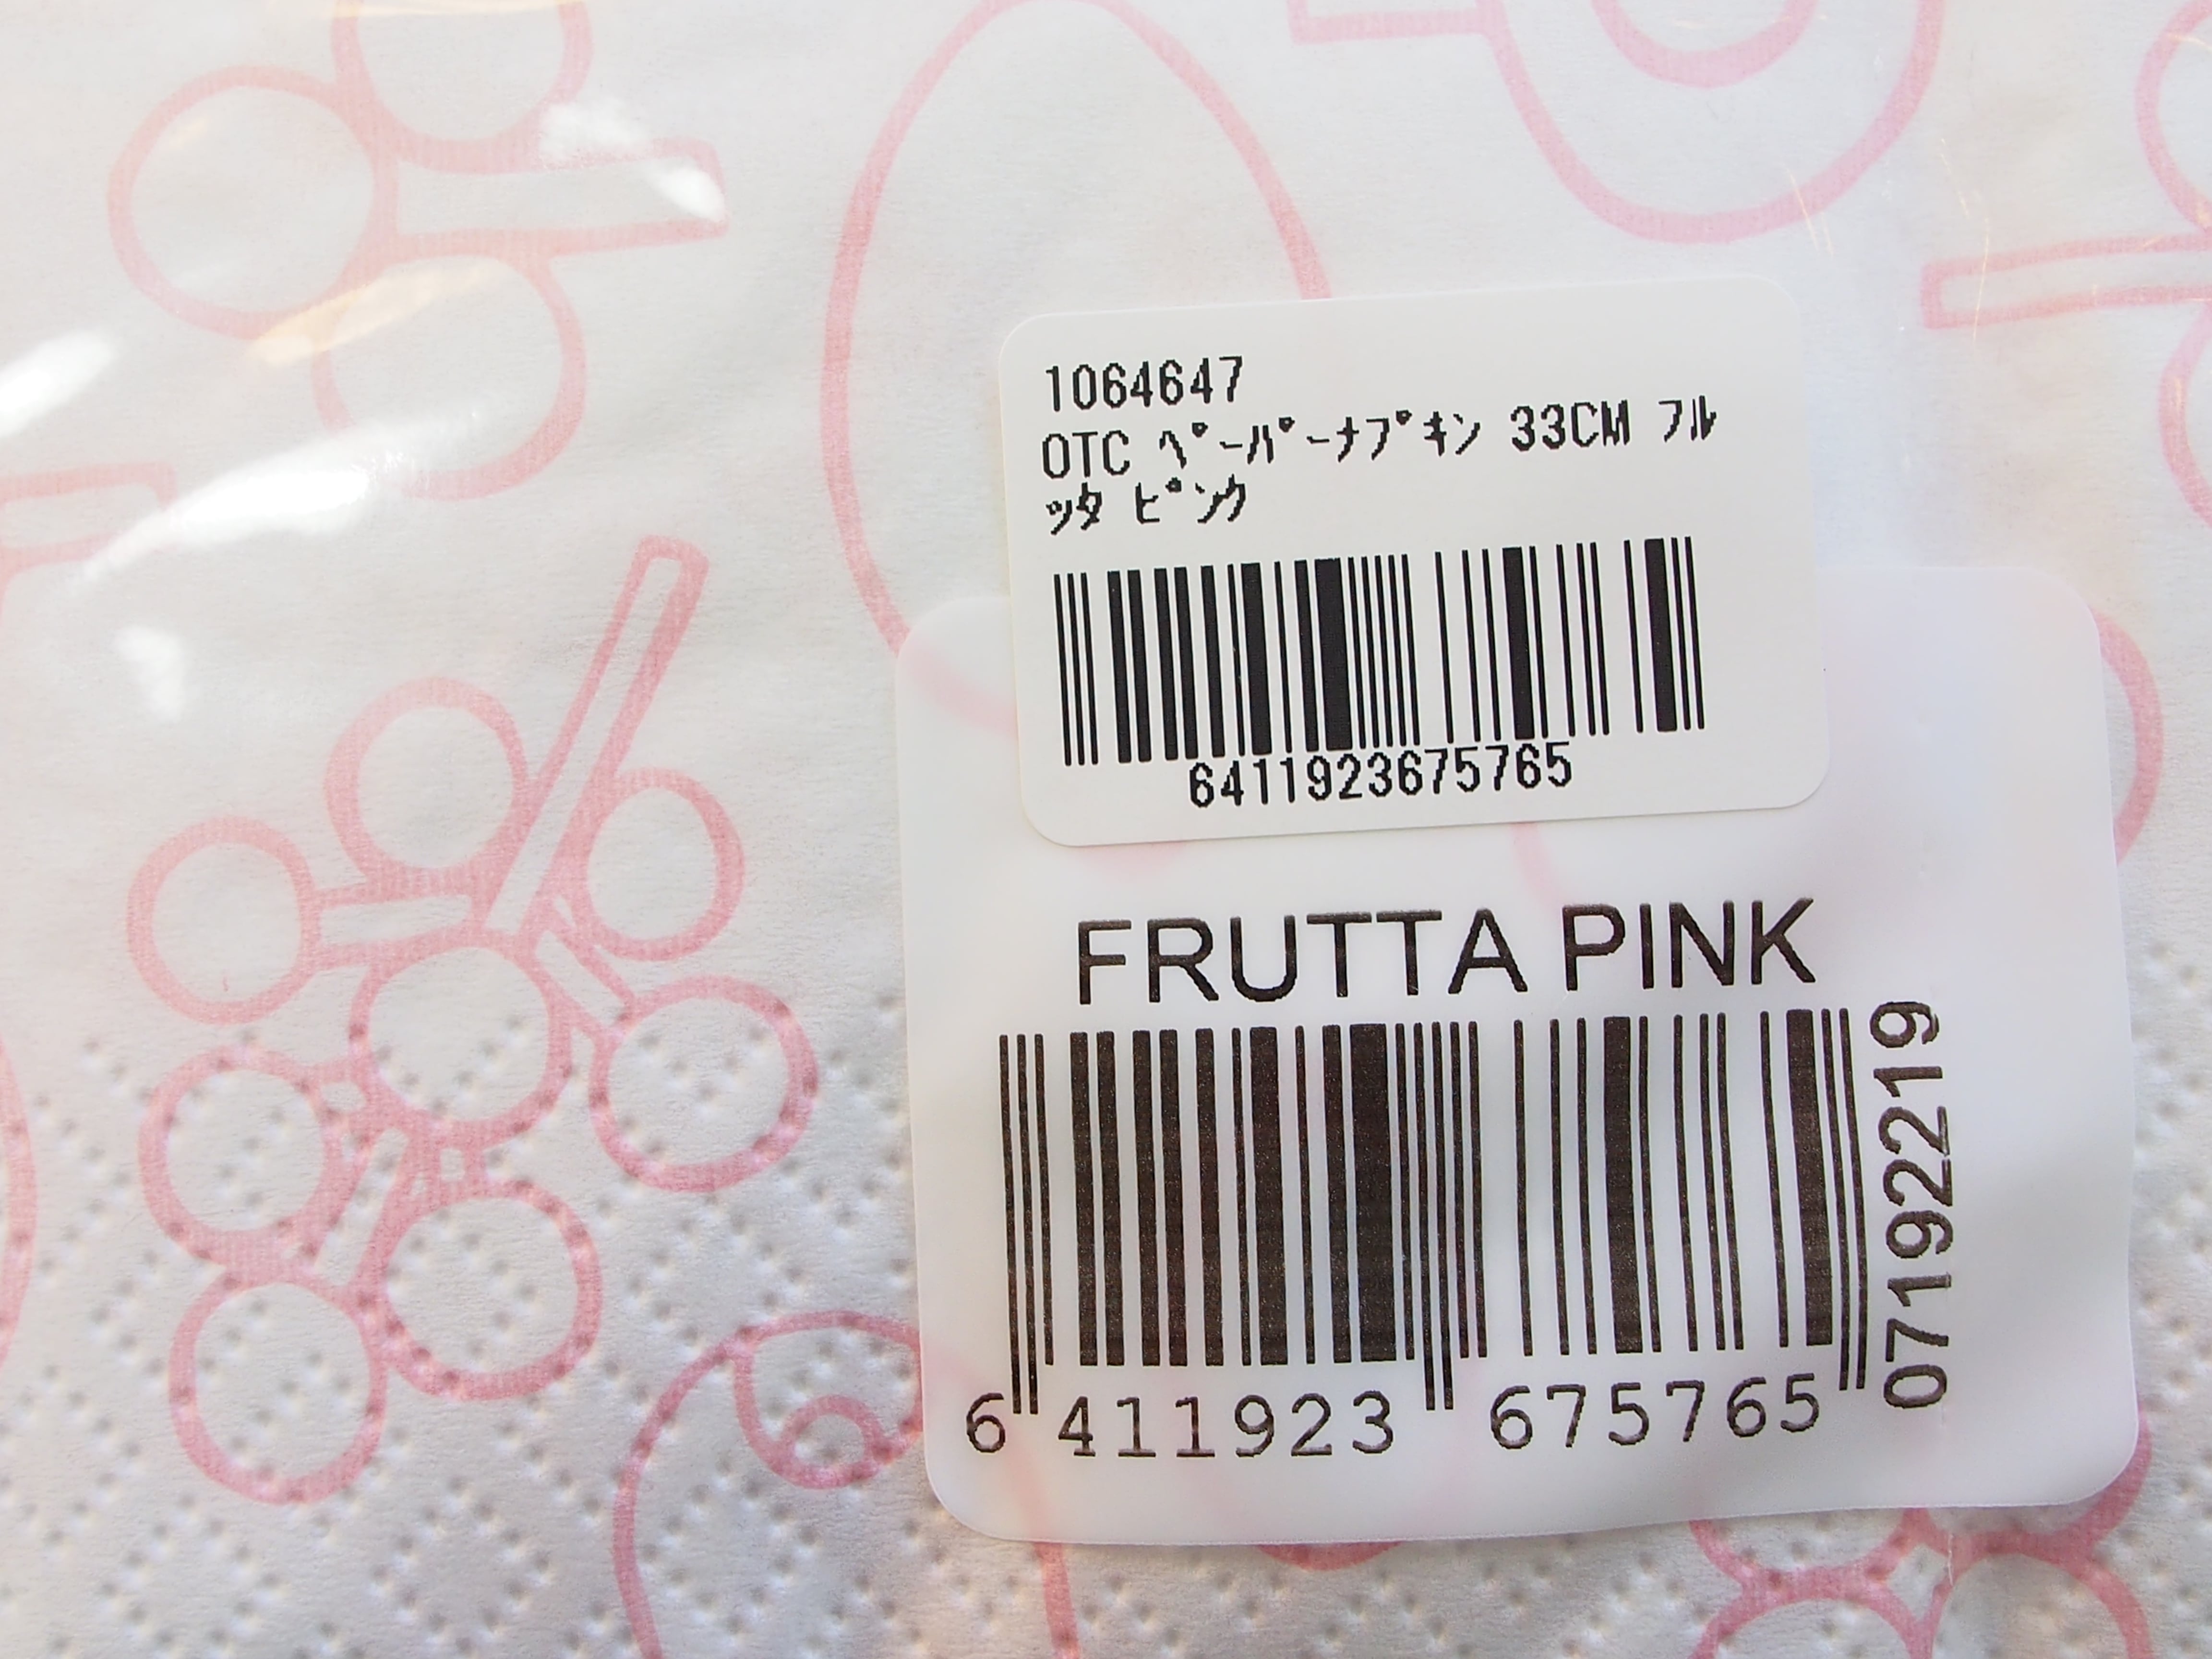 1064647
OTC ﾍﾟｰﾊﾟｰﾅﾌﾟｷﾝ 33CM ﾌﾙ
ｯﾀ ﾋﾟﾝｸ
6411923675765
FRUTTA PINK
6 411923 675765
07192219